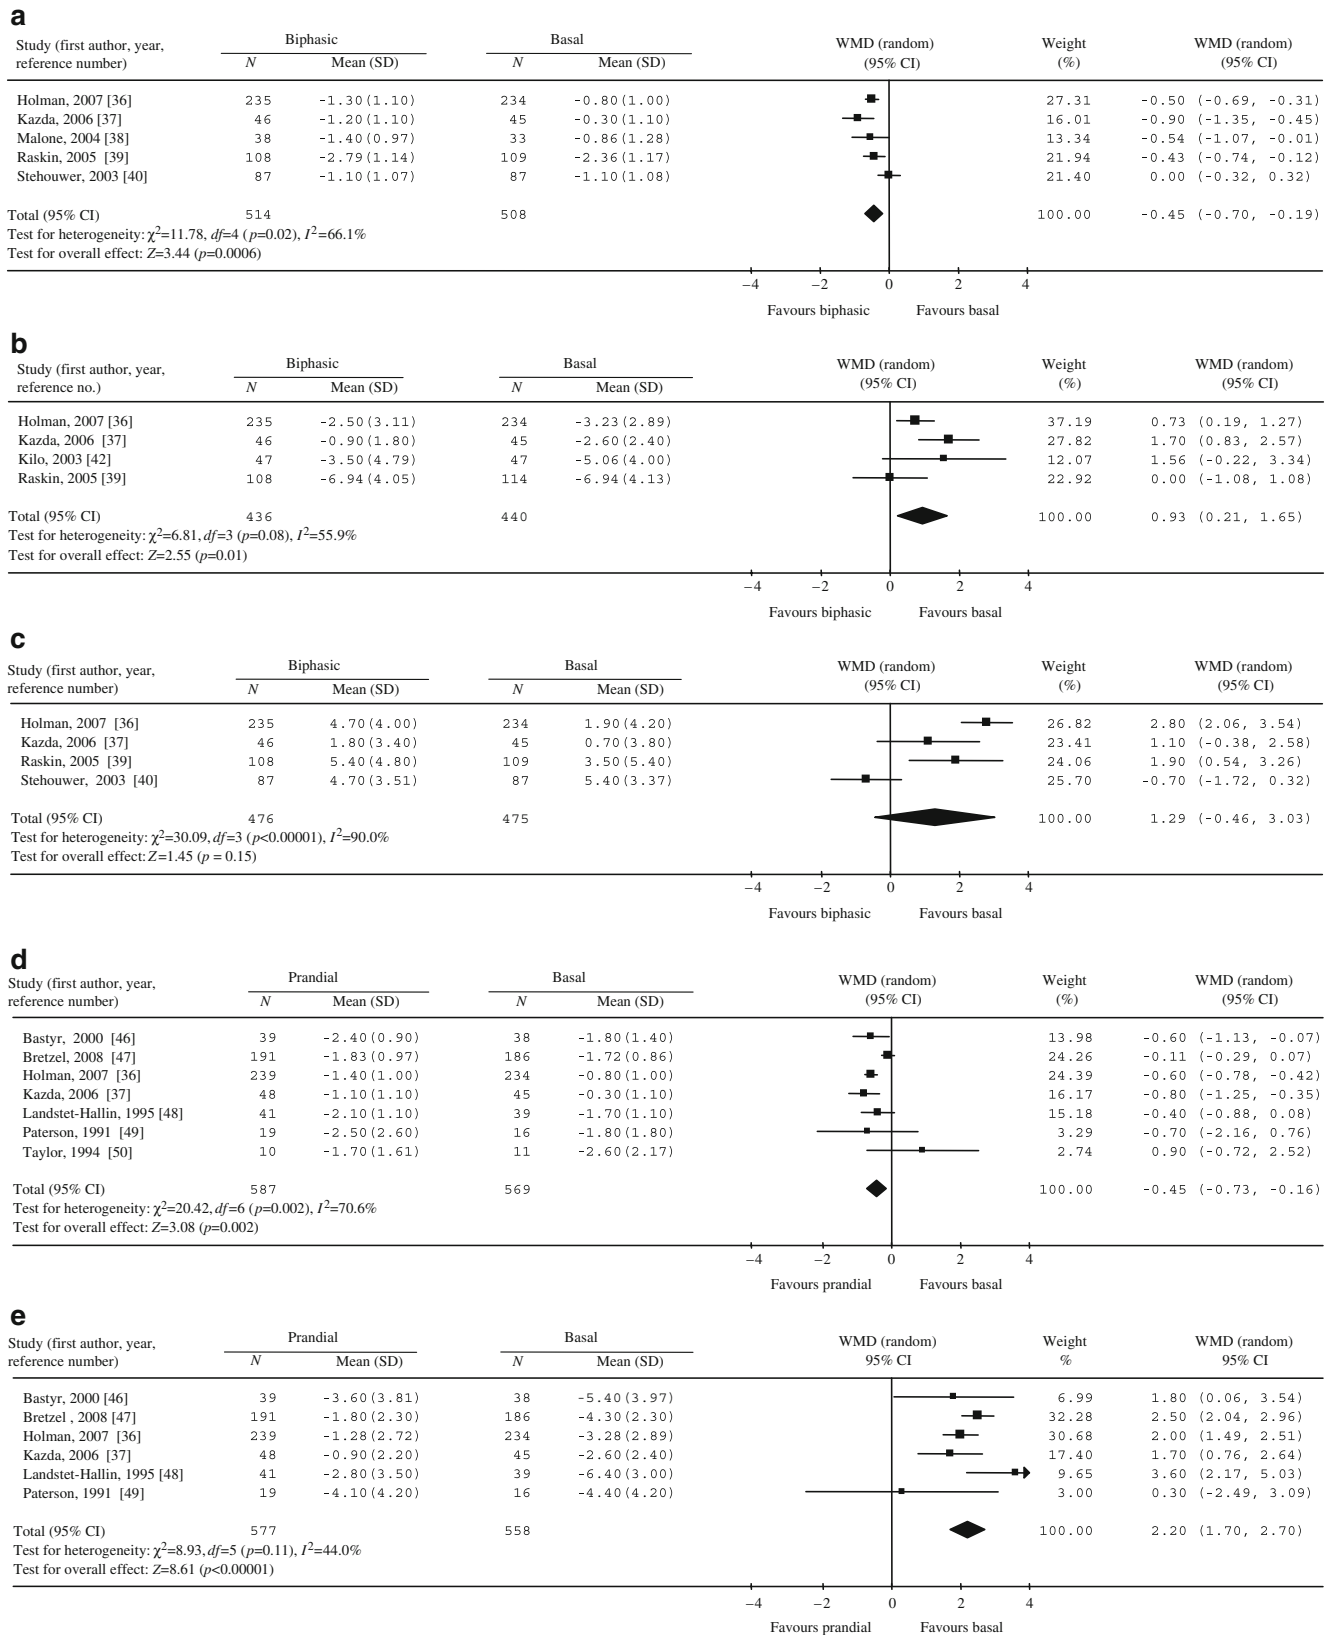 a
Study (first author, year, reference number) Biphasic Basal WMD (random) Weight WMD (random)
N Mean (SD) N Mean (SD) (95% CI) (%) (95% CI)
Holman, 2007 [36] 235 -1.30(1.10) 234 -0.80(1.00) 27.31 -0.50 (-0.69, -0.31)
Kazda, 2006 [37] 46 -1.20(1.10) 45 -0.30(1.10) 16.01 -0.90 (-1.35, -0.45)
Malone, 2004 [38] 38 -1.40(0.97) 33 -0.86(1.28) 13.34 -0.54 (-1.07, -0.01)
Raskin, 2005 [39] 108 -2.79(1.14) 109 -2.36(1.17) 21.94 -0.43 (-0.74, -0.12)
Stehouwer, 2003 [40] 87 -1.10(1.07) 87 -1.10(1.08) 21.40 0.00 (-0.32, 0.32)
Total (95% CI) 514 508 100.00 -0.45 (-0.70, -0.19)
Test for heterogeneity: χ²=11.78, df=4 (p=0.02), I²=66.1%
Test for overall effect: Z=3.44 (p=0.0006)
−4 −2 0 2 4
Favours biphasic Favours basal
b
Study (first author, year, reference no.) Biphasic Basal WMD (random) Weight WMD (random)
N Mean (SD) N Mean (SD) (95% CI) (%) (95% CI)
Holman, 2007 [36] 235 -2.50(3.11) 234 -3.23(2.89) 37.19 0.73 (0.19, 1.27)
Kazda, 2006 [37] 46 -0.90(1.80) 45 -2.60(2.40) 27.82 1.70 (0.83, 2.57)
Kilo, 2003 [42] 47 -3.50(4.79) 47 -5.06(4.00) 12.07 1.56 (-0.22, 3.34)
Raskin, 2005 [39] 108 -6.94(4.05) 114 -6.94(4.13) 22.92 0.00 (-1.08, 1.08)
Total (95% CI) 436 440 100.00 0.93 (0.21, 1.65)
Test for heterogeneity: χ²=6.81, df=3 (p=0.08), I²=55.9%
Test for overall effect: Z=2.55 (p=0.01)
−4 −2 0 2 4
Favours biphasic Favours basal
c
Study (first author, year, reference number) Biphasic Basal WMD (random) Weight WMD (random)
N Mean (SD) N Mean (SD) (95% CI) (%) (95% CI)
Holman, 2007 [36] 235 4.70(4.00) 234 1.90(4.20) 26.82 2.80 (2.06, 3.54)
Kazda, 2006 [37] 46 1.80(3.40) 45 0.70(3.80) 23.41 1.10 (-0.38, 2.58)
Raskin, 2005 [39] 108 5.40(4.80) 109 3.50(5.40) 24.06 1.90 (0.54, 3.26)
Stehouwer, 2003 [40] 87 4.70(3.51) 87 5.40(3.37) 25.70 -0.70 (-1.72, 0.32)
Total (95% CI) 476 475 100.00 1.29 (-0.46, 3.03)
Test for heterogeneity: χ²=30.09, df=3 (p<0.00001), I²=90.0%
Test for overall effect: Z=1.45 (p = 0.15)
−4 −2 0 2 4
Favours biphasic Favours basal
d
Study (first author, year, reference number) Prandial Basal WMD (random) Weight WMD (random)
N Mean (SD) N Mean (SD) (95% CI) (%) (95% CI)
Bastyr, 2000 [46] 39 -2.40(0.90) 38 -1.80(1.40) 13.98 -0.60 (-1.13, -0.07)
Bretzel, 2008 [47] 191 -1.83(0.97) 186 -1.72(0.86) 24.26 -0.11 (-0.29, 0.07)
Holman, 2007 [36] 239 -1.40(1.00) 234 -0.80(1.00) 24.39 -0.60 (-0.78, -0.42)
Kazda, 2006 [37] 48 -1.10(1.10) 45 -0.30(1.10) 16.17 -0.80 (-1.25, -0.35)
Landstet-Hallin, 1995 [48] 41 -2.10(1.10) 39 -1.70(1.10) 15.18 -0.40 (-0.88, 0.08)
Paterson, 1991 [49] 19 -2.50(2.60) 16 -1.80(1.80) 3.29 -0.70 (-2.16, 0.76)
Taylor, 1994 [50] 10 -1.70(1.61) 11 -2.60(2.17) 2.74 0.90 (-0.72, 2.52)
Total (95% CI) 587 569 100.00 -0.45 (-0.73, -0.16)
Test for heterogeneity: χ²=20.42, df=6 (p=0.002), I²=70.6%
Test for overall effect: Z=3.08 (p=0.002)
−4 −2 0 2 4
Favours prandial Favours basal
e
Study (first author, year, reference number) Prandial Basal WMD (random) Weight WMD (random)
N Mean (SD) N Mean (SD) 95% CI % 95% CI
Bastyr, 2000 [46] 39 -3.60(3.81) 38 -5.40(3.97) 6.99 1.80 (0.06, 3.54)
Bretzel , 2008 [47] 191 -1.80(2.30) 186 -4.30(2.30) 32.28 2.50 (2.04, 2.96)
Holman, 2007 [36] 239 -1.28(2.72) 234 -3.28(2.89) 30.68 2.00 (1.49, 2.51)
Kazda, 2006 [37] 48 -0.90(2.20) 45 -2.60(2.40) 17.40 1.70 (0.76, 2.64)
Landstet-Hallin, 1995 [48] 41 -2.80(3.50) 39 -6.40(3.00) 9.65 3.60 (2.17, 5.03)
Paterson, 1991 [49] 19 -4.10(4.20) 16 -4.40(4.20) 3.00 0.30 (-2.49, 3.09)
Total (95% CI) 577 558 100.00 2.20 (1.70, 2.70)
Test for heterogeneity: χ²=8.93, df=5 (p=0.11), I²=44.0%
Test for overall effect: Z=8.61 (p<0.00001)
−4 −2 0 2 4
Favours prandial Favours basal